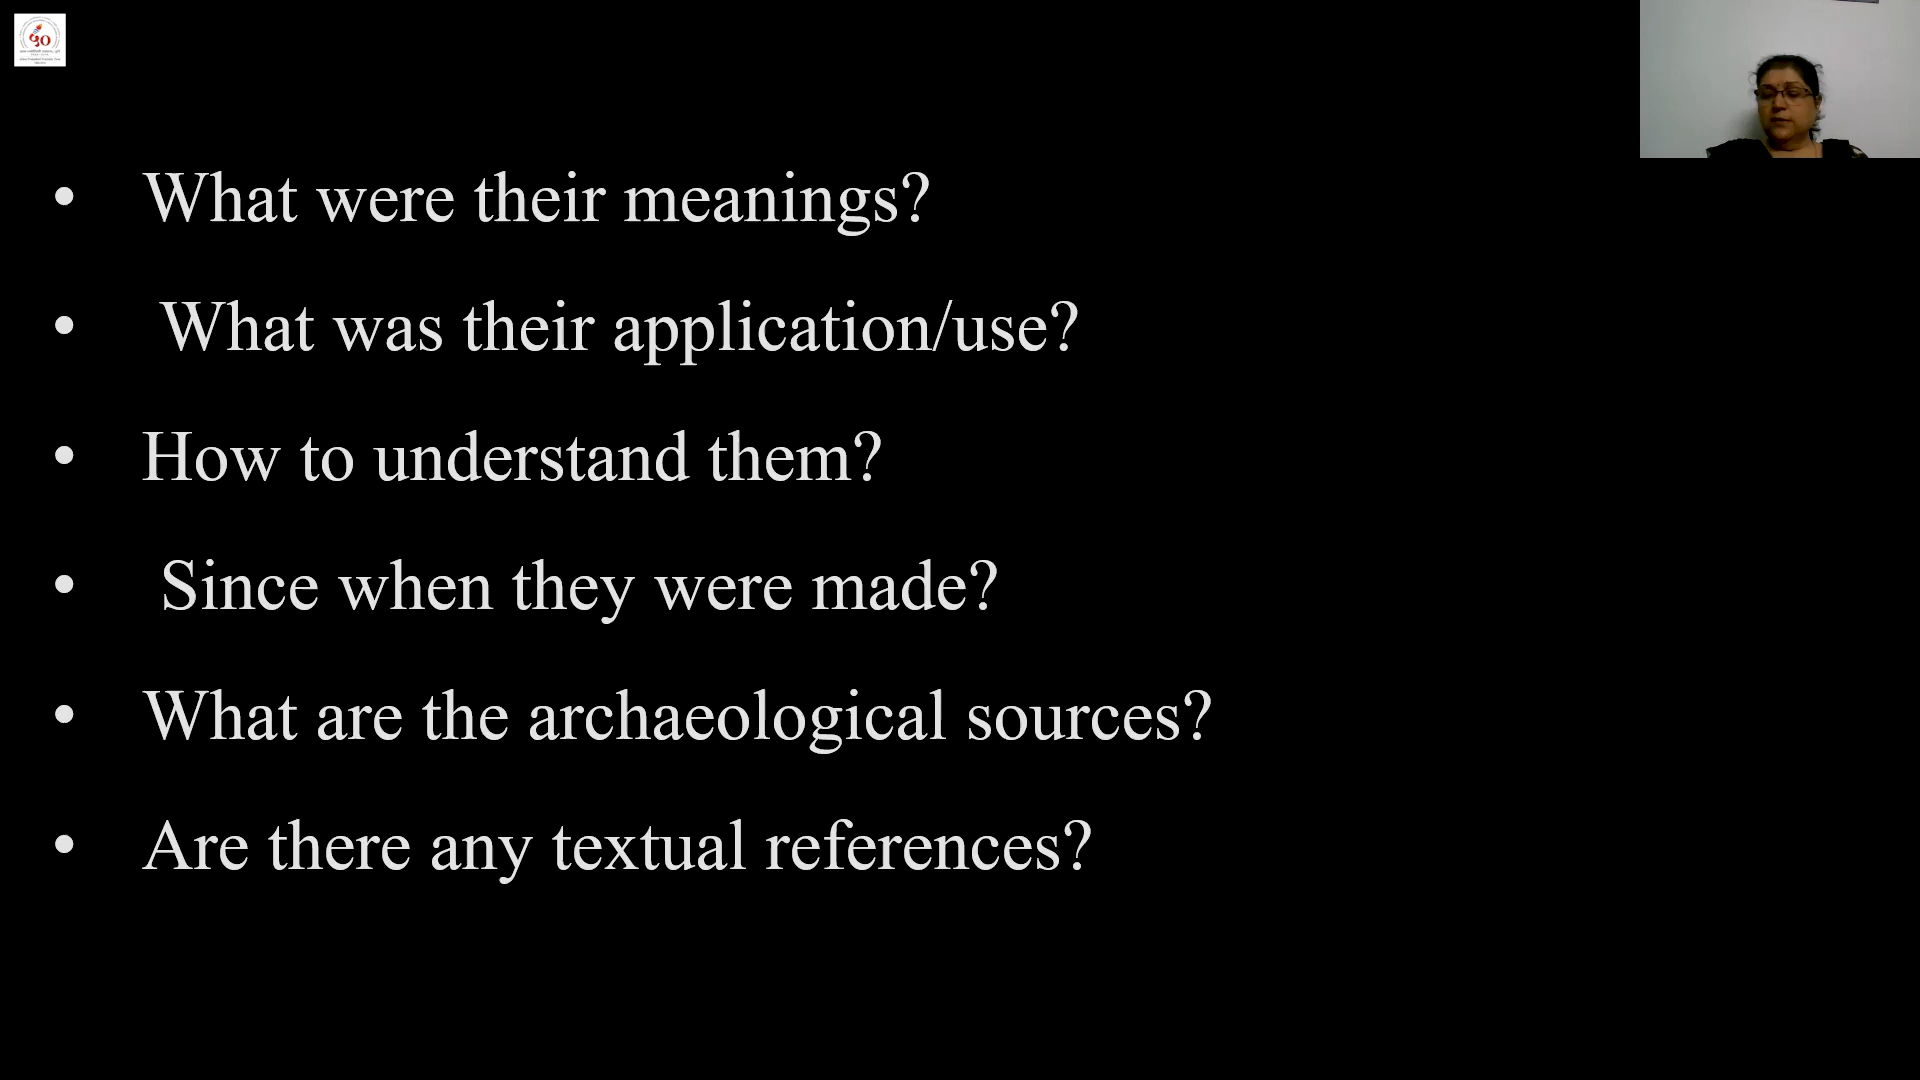 ५०
• What were their meanings?
• What was their application/use?
• How to understand them?
• Since when they were made?
• What are the archaeological sources?
• Are there any textual references?